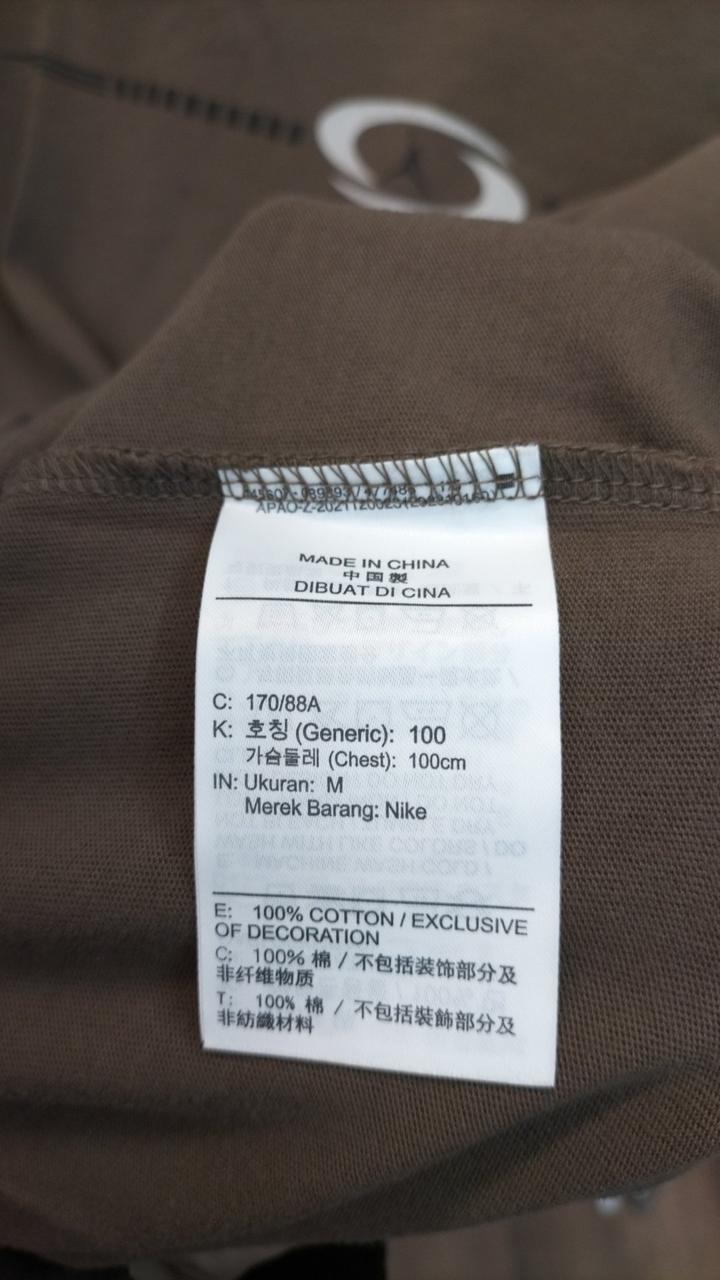 MADE IN CHINA
中國製
DIBUAT DI CINA
C: 170/88A
K: 호칭 (Generic): 100
가슴둘레 (Chest): 100cm
IN: Ukuran: M
Merek Barang: Nike
E: 100% COTTON / EXCLUSIVE
OF DECORATION
C: 100% 棉 / 不包括装饰部分及
非纤维物质
T: 100% 棉 / 不包括裝飾部分及
非紡織材料